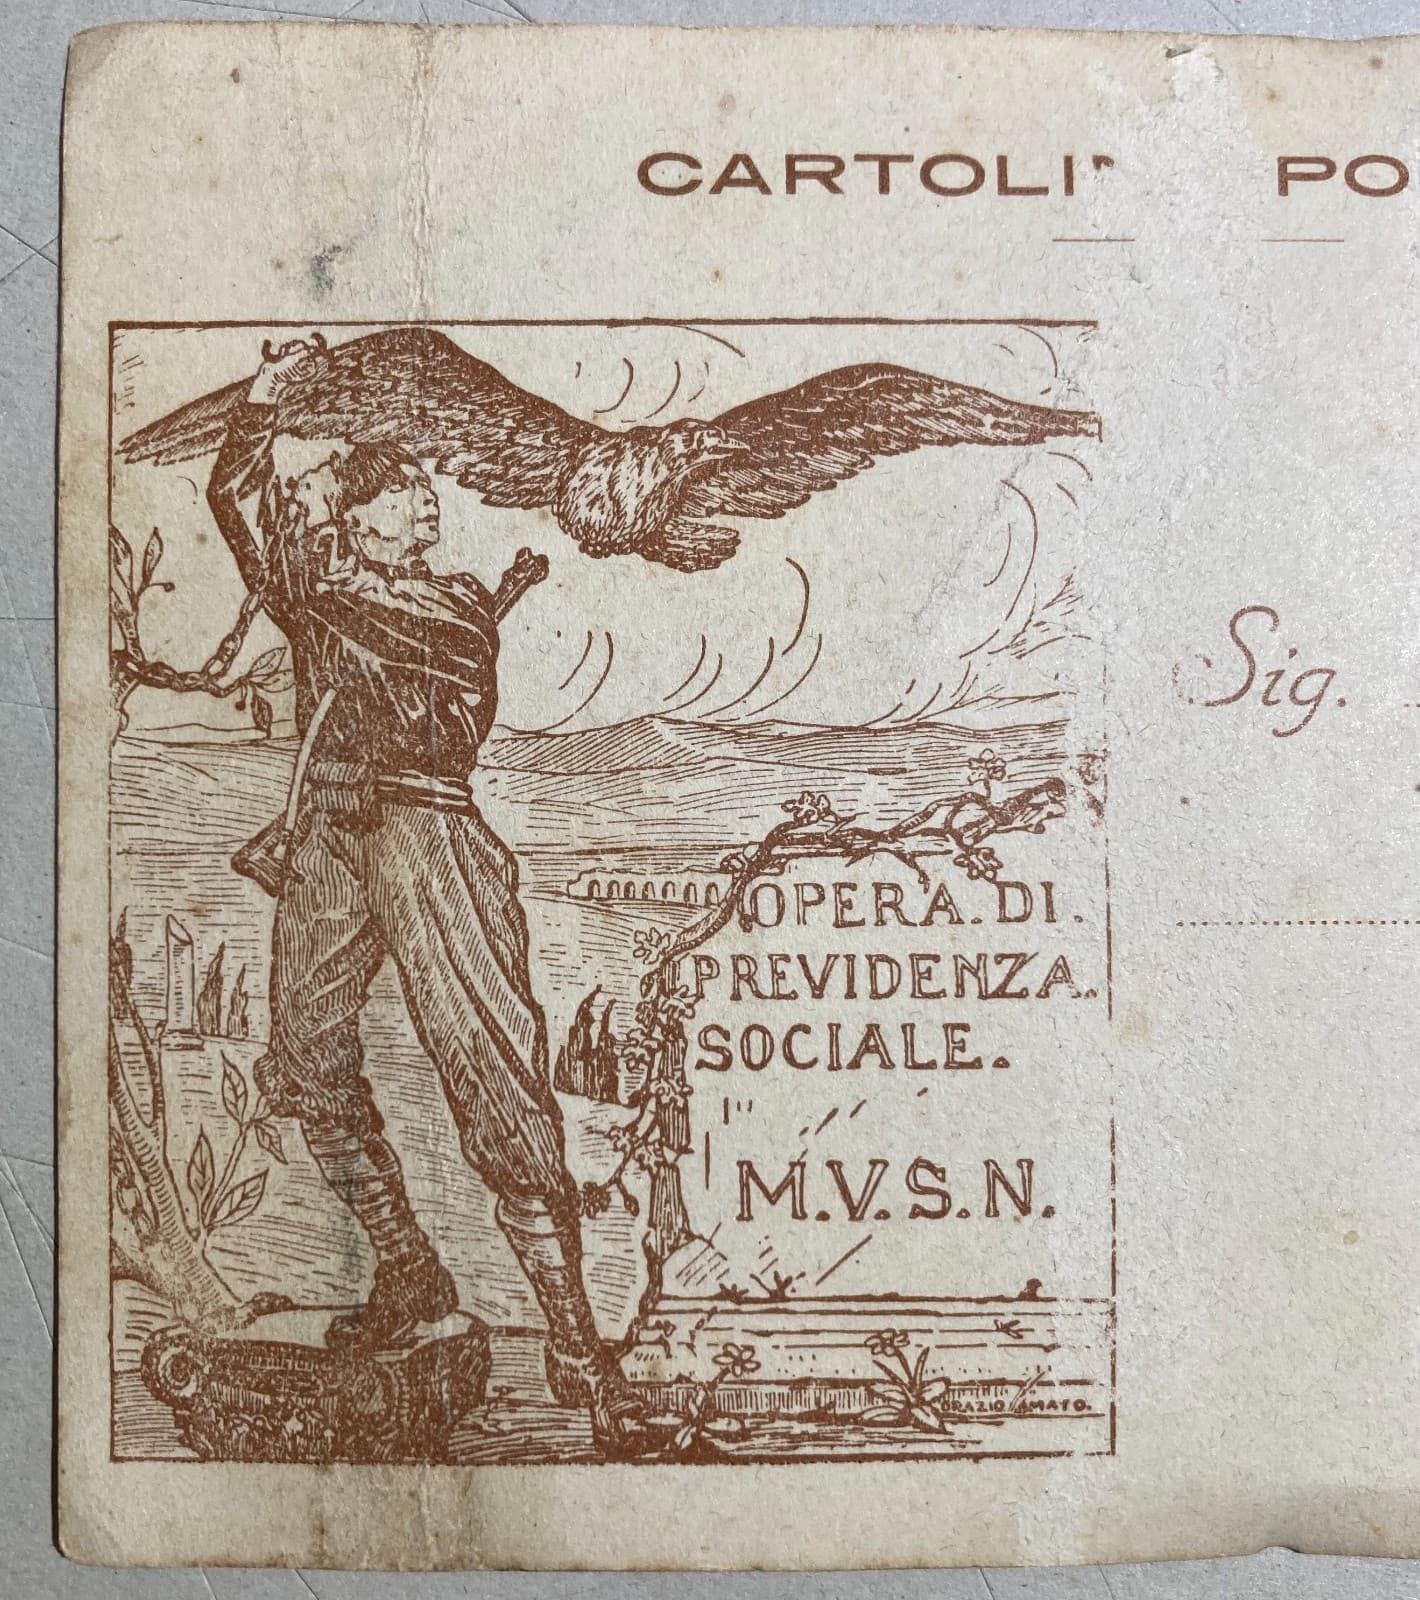 CARTOLI PO
Sig.
OPERA.DI.
PREVIDENZA.
SOCIALE.
M.V.S.N.
ORAZIO AMATO.